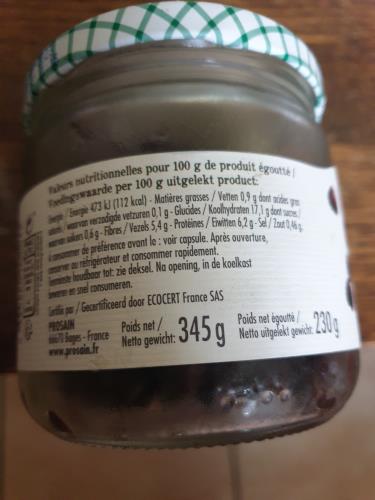 Valeurs nutritionnelles pour 100 g de produit égoutté /
Voedingswaarde per 100 g uitgelekt product:
Energie / Energie 473 kJ (112 kcal) - Matières grasses / Vetten 0,9 g dont acides gras
saturés / waarvan verzadigde vetzuren 0,1 g - Glucides / Koolhydraten 17,1 g dont sucres /
waarvan suikers 0,6 g - Fibres / Vezels 5,4 g - Protéines / Eiwitten 6,2 g - Sel / Zout 0,46 g.
A consommer de préférence avant le : voir capsule. Après ouverture,
conserver au réfrigérateur et consommer rapidement.
Tenminste houdbaar tot: zie deksel. Na opening, in de koelkast
bewaren en snel consumeren.
Certifié par / Gecertificeerd door ECOCERT France SAS
PROSAIN
66670 Bages - France
www.prosain.fr
Poids net /
Netto gewicht: 345 g
Poids net égoutté /
Netto uitgelekt gewicht: 230 g